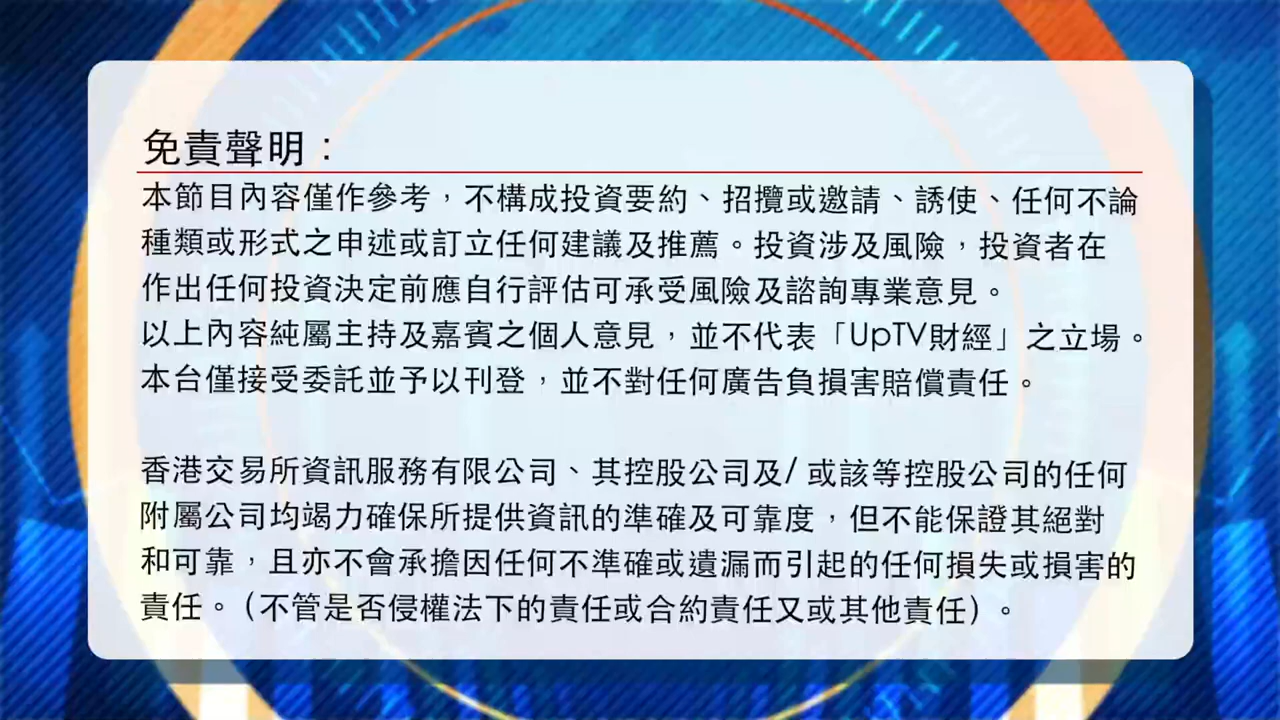 免責聲明：
本節目內容僅作參考，不構成投資要約、招攬或邀請、誘使、任何不論
種類或形式之申述或訂立任何建議及推薦。投資涉及風險，投資者在
作出任何投資決定前應自行評估可承受風險及諮詢專業意見。
以上內容純屬主持及嘉賓之個人意見，並不代表「UpTV財經」之立場。
本台僅接受委託並予以刊登，並不對任何廣告負損害賠償責任。
香港交易所資訊服務有限公司、其控股公司及/ 或該等控股公司的任何
附屬公司均竭力確保所提供資訊的準確及可靠度，但不能保證其絕對
和可靠，且亦不會承擔因任何不準確或遺漏而引起的任何損失或損害的
責任。（不管是否侵權法下的責任或合約責任又或其他責任）。